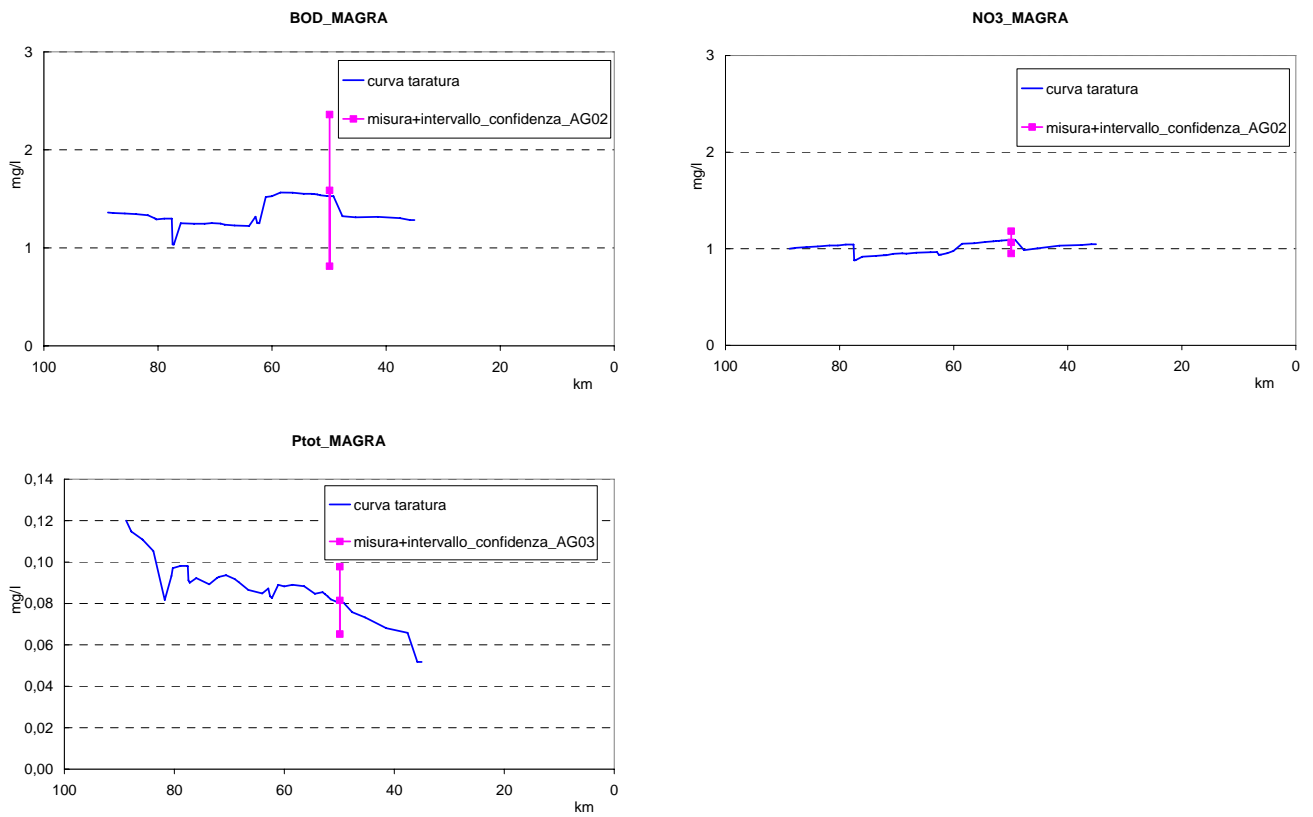 BOD_MAGRA
3
2
1
0
mg/l
100
80
60
40
20
0
km
curva taratura
misura+intervallo_confidenza_AG02
NO3_MAGRA
3
2
1
0
mg/l
100
80
60
40
20
0
km
curva taratura
misura+intervallo_confidenza_AG02
Ptot_MAGRA
0,14
0,12
0,10
0,08
0,06
0,04
0,02
0,00
mg/l
100
80
60
40
20
0
km
curva taratura
misura+intervallo_confidenza_AG03